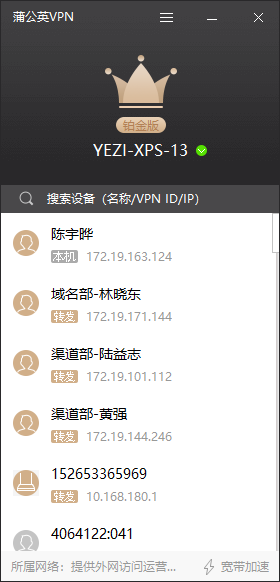 蒲公英VPN
铂金版
YEZI-XPS-13
搜索设备（名称/VPN ID/IP）
陈宇晔
本机 172.19.163.124
域名部-林晓东
转发 172.19.171.144
渠道部-陆益志
转发 172.19.101.112
渠道部-黄强
转发 172.19.244.246
152653365969
转发 10.168.180.1
4064122:041
所属网络：提供外网访问运营... 宽带加速